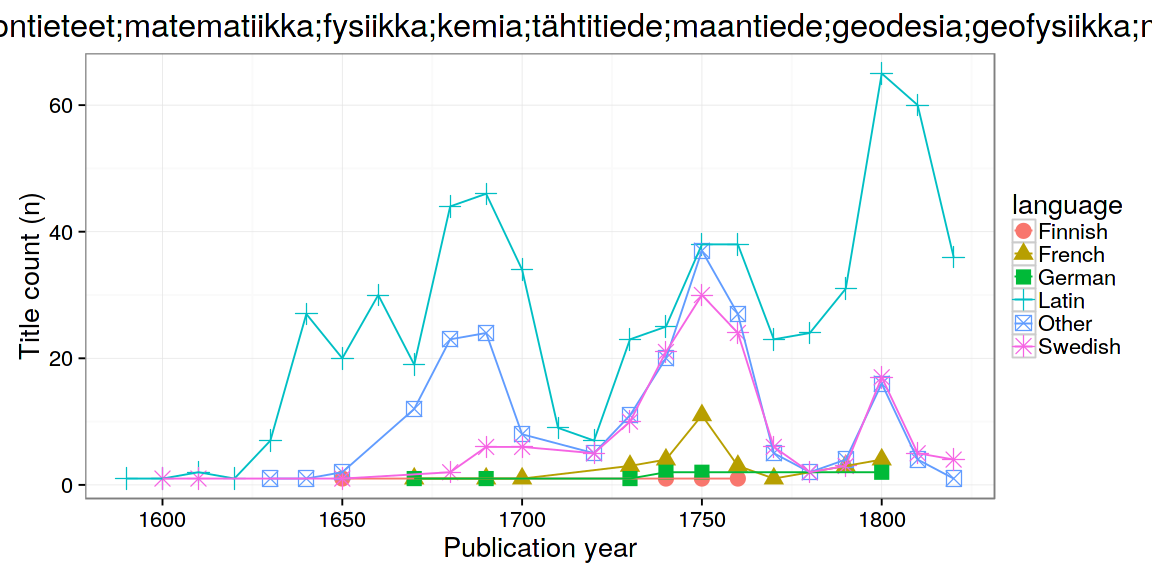 ontieteet;matematiikka;fysiikka;kemia;tähtitiede;maantiede;geodesia;geofysiikka;
Title count (n)
60
40
20
0
1600
1650
1700
1750
1800
Publication year
language
Finnish
French
German
Latin
Other
Swedish